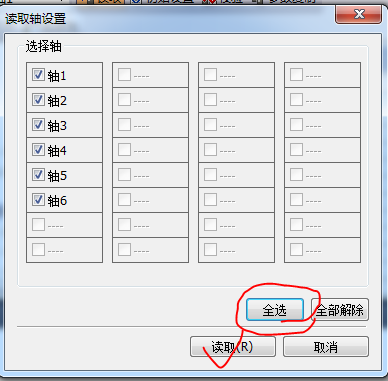 读取轴设置
选择轴
轴1 ---- ---- ----
轴2 ---- ---- ----
轴3 ---- ---- ----
轴4 ---- ---- ----
轴5 ---- ---- ----
轴6 ---- ---- ----
---- ---- ---- ----
---- ---- ---- ----
全选 全部解除
读取(R) 取消